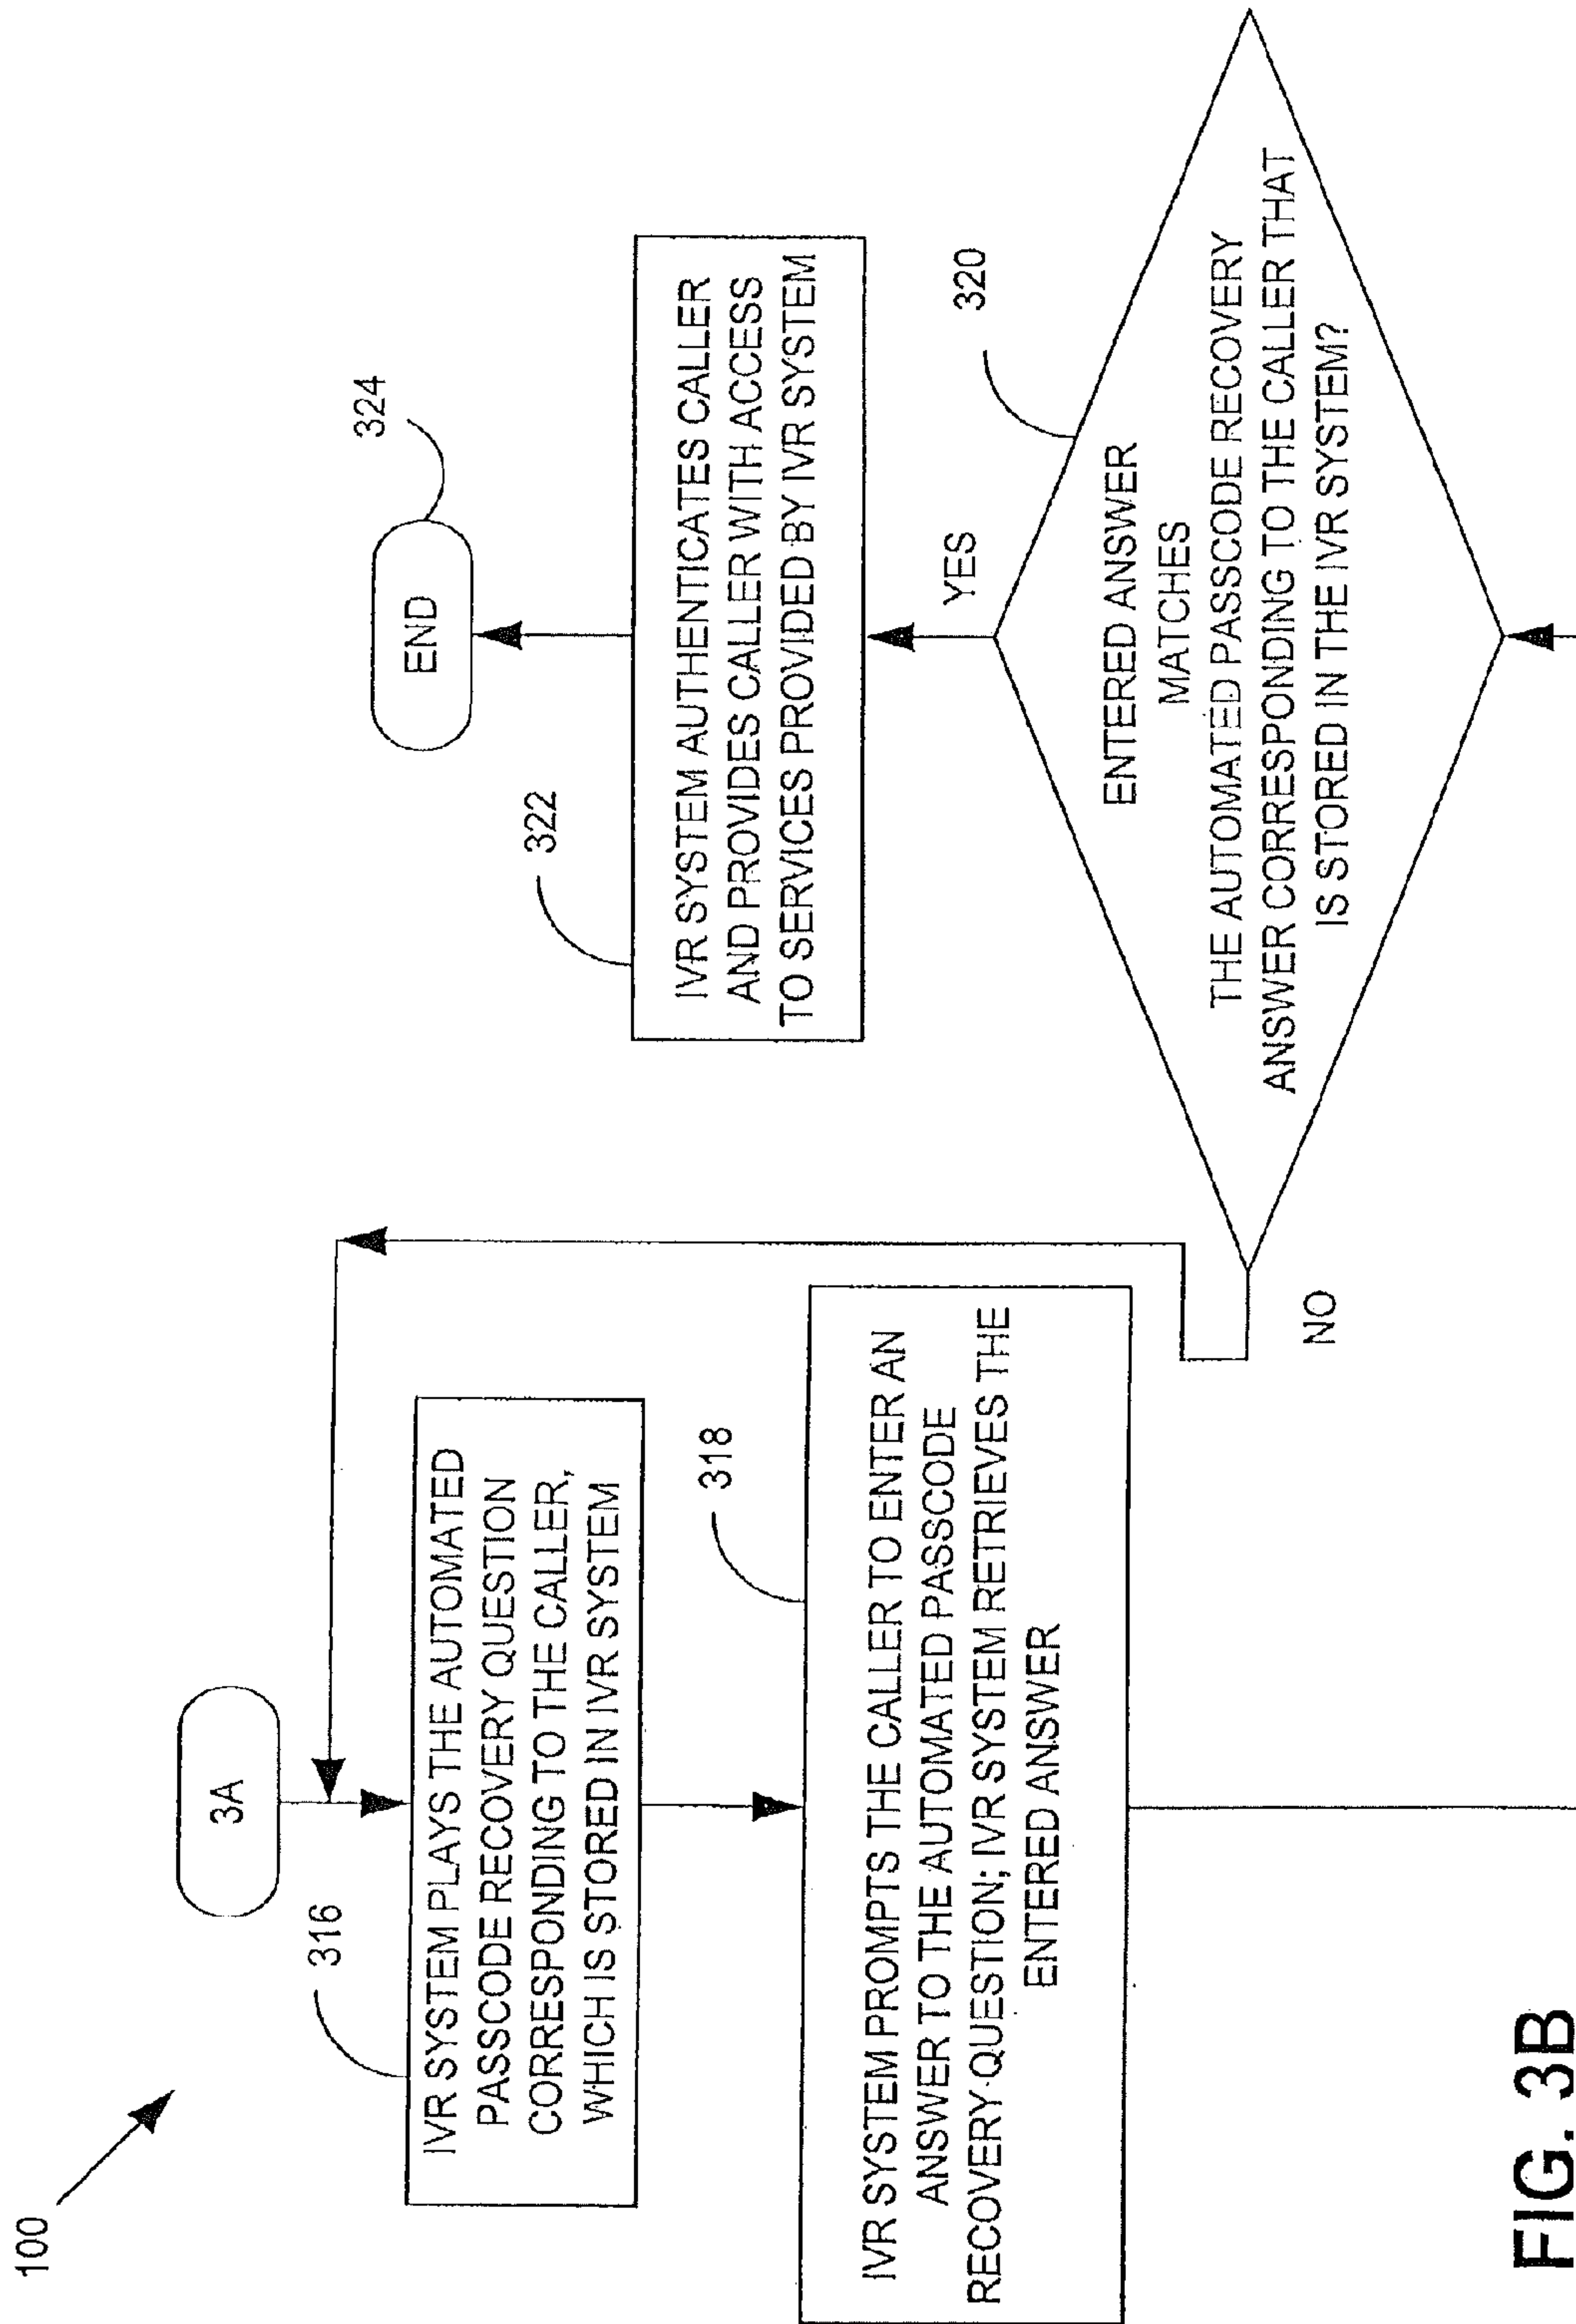 100
3A
316
IVR SYSTEM PLAYS THE AUTOMATED
PASSCODE RECOVERY QUESTION
CORRESPONDING TO THE CALLER,
WHICH IS STORED IN IVR SYSTEM
318
IVR SYSTEM PROMPTS THE CALLER TO ENTER AN
ANSWER TO THE AUTOMATED PASSCODE
RECOVERY QUESTION; IVR SYSTEM RETRIEVES THE
ENTERED ANSWER
324
END
322
IVR SYSTEM AUTHENTICATES CALLER
AND PROVIDES CALLER WITH ACCESS
TO SERVICES PROVIDED BY IVR SYSTEM
YES
320
ENTERED ANSWER
MATCHES
THE AUTOMATED PASSCODE RECOVERY
ANSWER CORRESPONDING TO THE CALLER THAT
IS STORED IN THE IVR SYSTEM?
NO
FIG. 3B